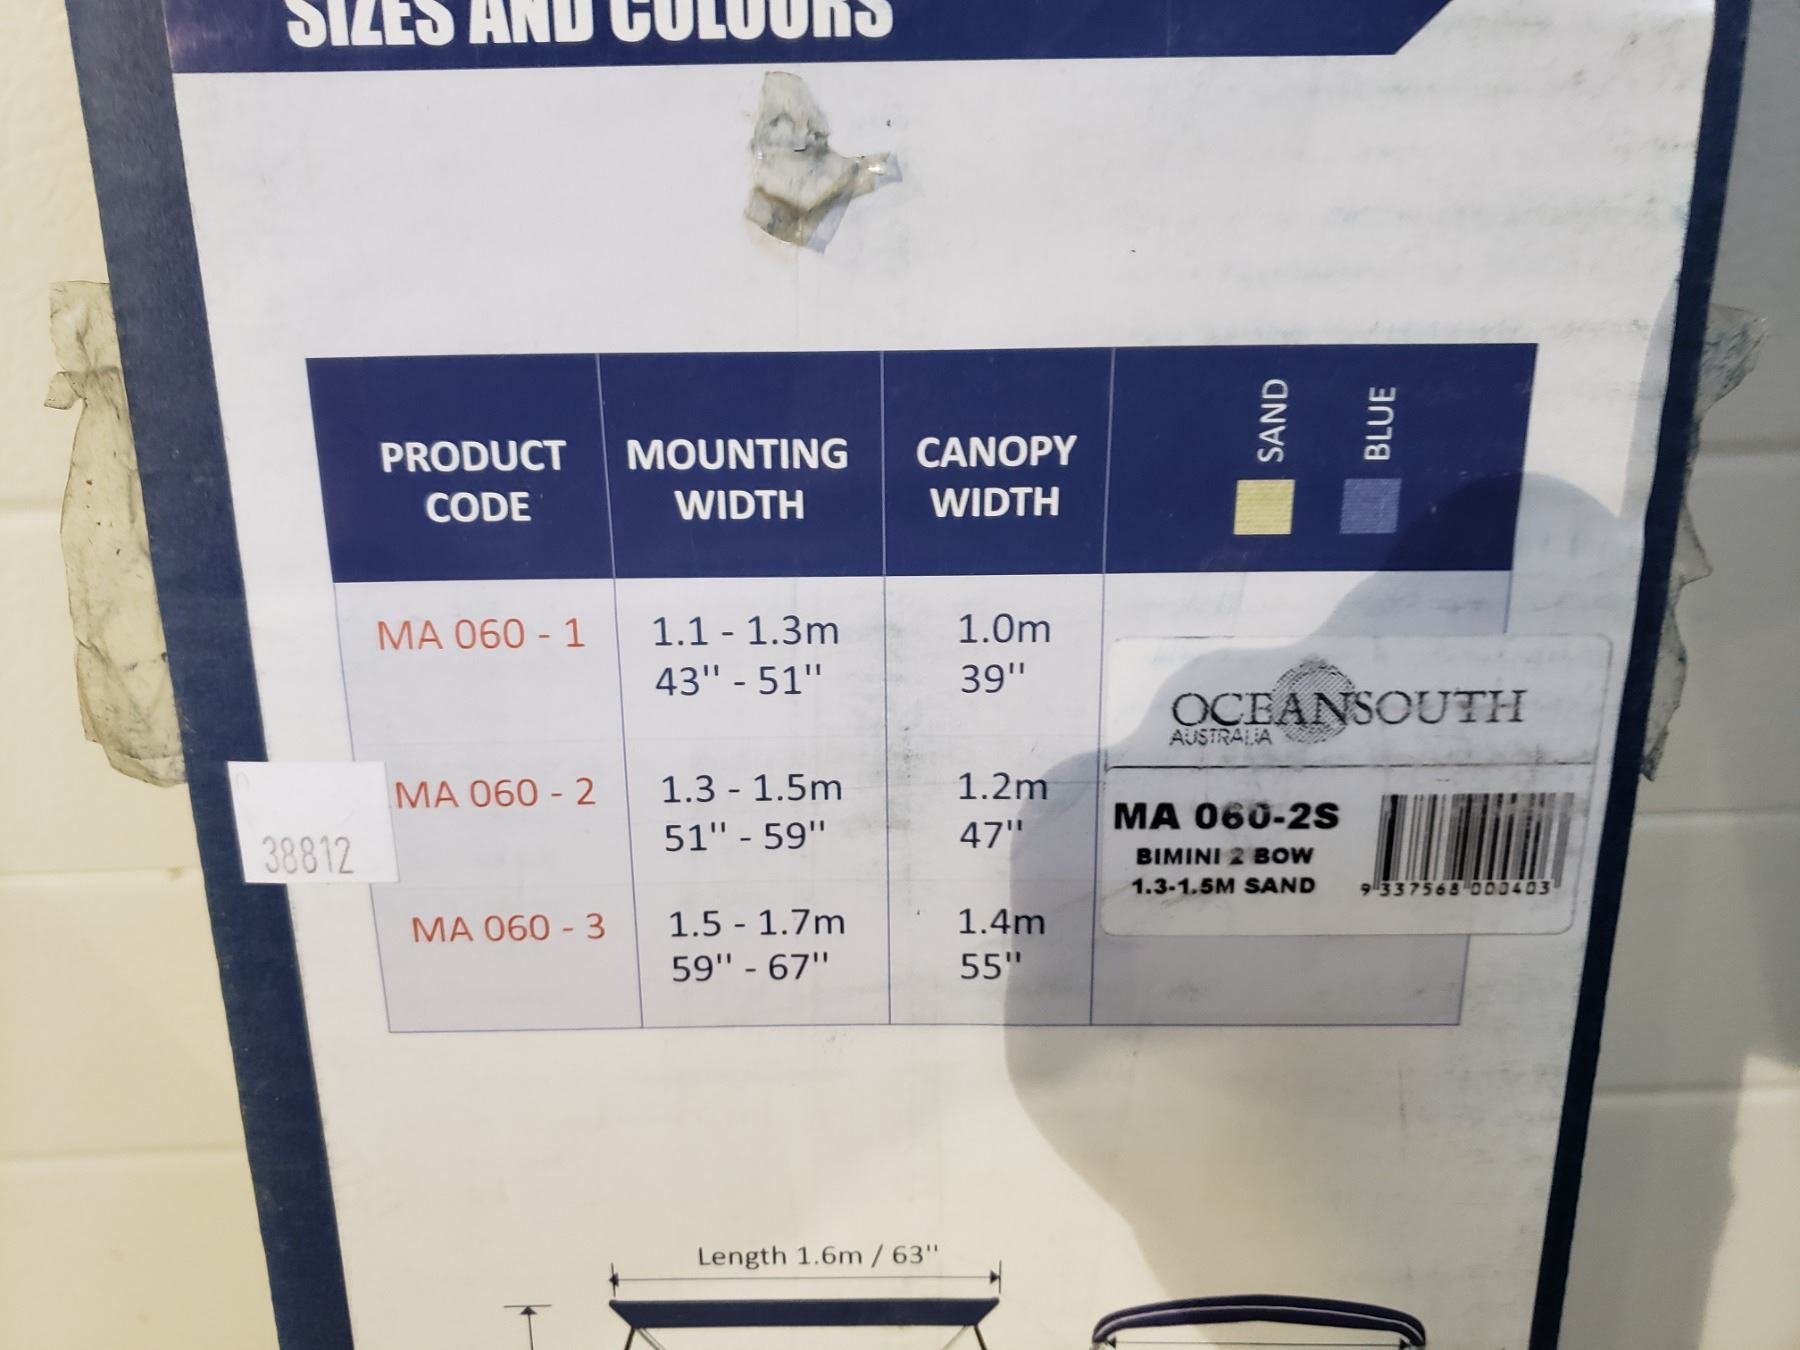 SIZES AND COLOURS
PRODUCT CODE
MOUNTING WIDTH
CANOPY WIDTH
SAND
BLUE
MA 060 - 1
1.1 - 1.3m
43" - 51"
1.0m
39"
MA 060 - 2
1.3 - 1.5m
51" - 59"
1.2m
47"
MA 060 - 3
1.5 - 1.7m
59" - 67"
1.4m
55"
38812
OCEANSOUTH
AUSTRALIA
MA 060-2S
BIMINI 2 BOW
1.3-1.5M SAND
9 337568 000403
Length 1.6m / 63"